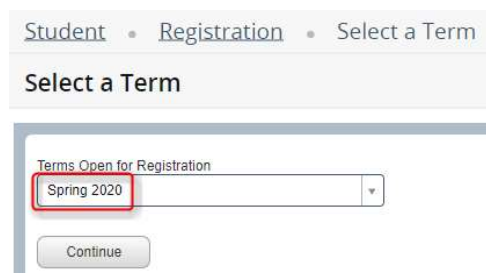 Student • Registration • Select a Term
Select a Term
Terms Open for Registration
Spring 2020
Continue